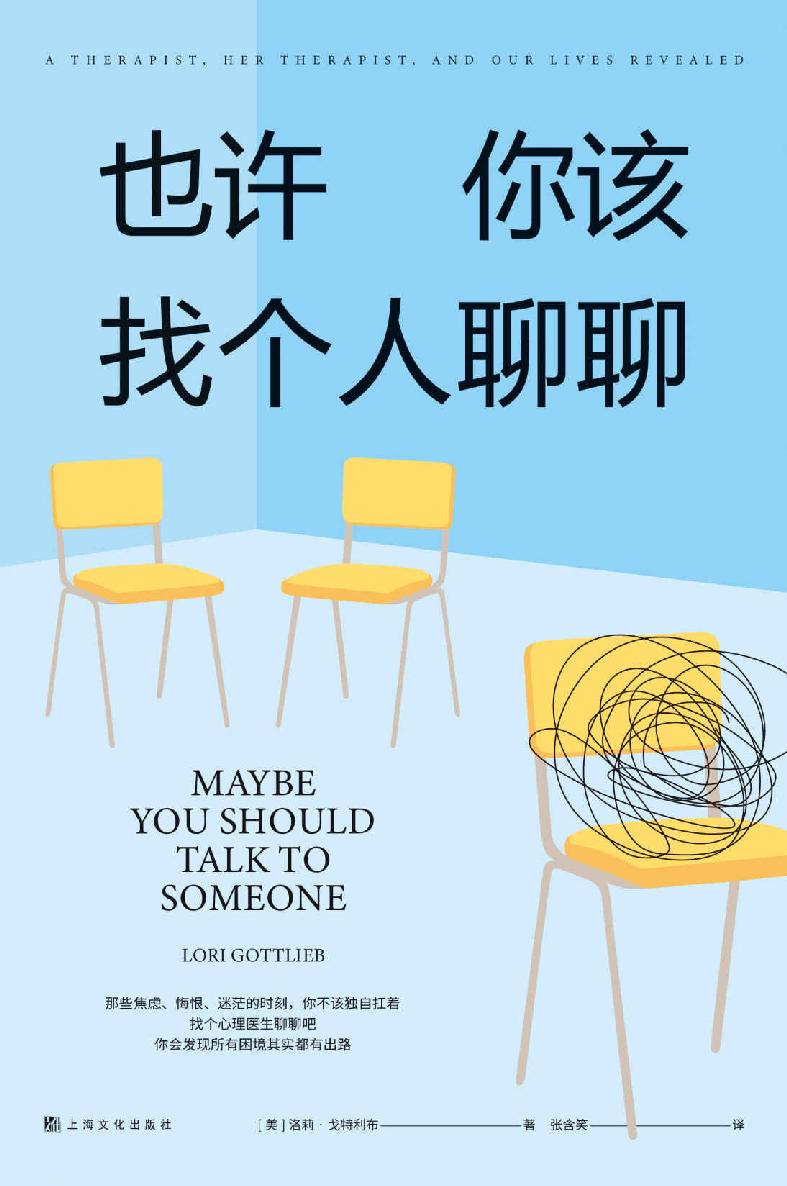 A THERAPIST, HER THERAPIST, AND OUR LIVES REVEALED
也许 你该
找个人聊聊
MAYBE
YOU SHOULD
TALK TO
SOMEONE
LORI GOTTLIEB
那些焦虑、悔恨、迷茫的时刻，你不该独自扛着
找个心理医生聊聊吧
你会发现所有困境其实都有出路
上海文化出版社 [美]洛莉·戈特利布 著 张含笑 译